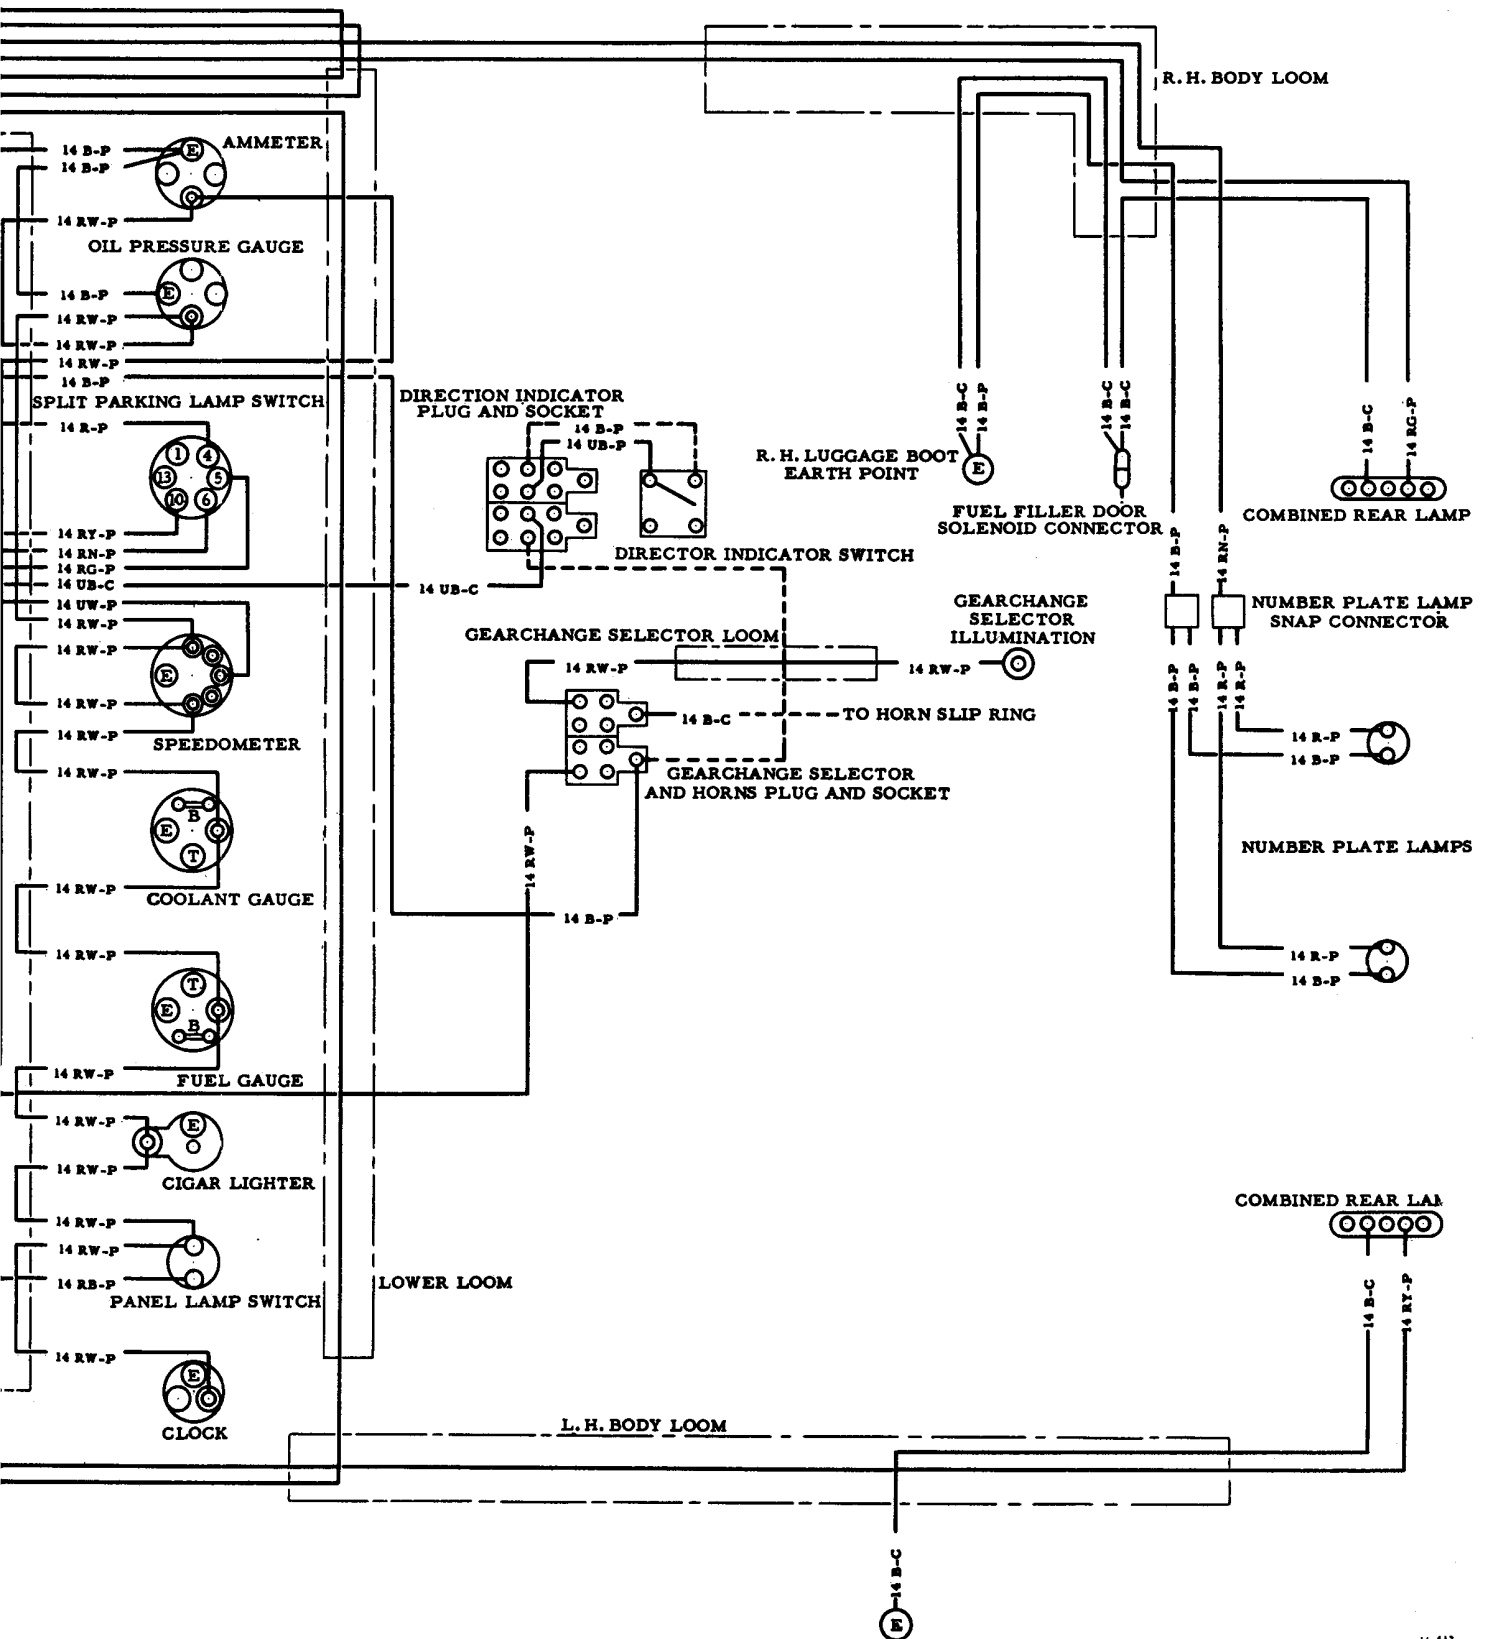 R.H. BODY LOOM
AMMETER
14 B-P
E
14 B-P
14 RW-P
OIL PRESSURE GAUGE
14 B-P
E
14 RW-P
14 RW-P
14 RW-P
14 B-P
SPLIT PARKING LAMP SWITCH
14 R-P
1
4
13
5
10
6
14 RY-P
14 RN-P
14 RG-P
14 UB-C
14 UW-P
14 RW-P
14 RW-P
E
14 RW-P
14 RW-P
SPEEDOMETER
14 RW-P
B
E
T
14 RW-P
COOLANT GAUGE
14 RW-P
T
E
B
14 RW-P
FUEL GAUGE
14 RW-P
E
14 RW-P
CIGAR LIGHTER
14 RW-P
14 RW-P
14 RB-P
PANEL LAMP SWITCH
14 RW-P
E
CLOCK
LOWER LOOM
DIRECTION INDICATOR
PLUG AND SOCKET
14 B-P
14 UB-P
DIRECTOR INDICATOR SWITCH
14 UB-C
GEARCHANGE SELECTOR LOOM
14 RW-P
14 RW-P
GEARCHANGE
SELECTOR
ILLUMINATION
14 B-C
TO HORN SLIP RING
GEARCHANGE SELECTOR
AND HORNS PLUG AND SOCKET
14 RW-P
14 B-P
14 B-C
14 B-P
R.H. LUGGAGE BOOT
EARTH POINT
E
14 B-C
14 B-C
FUEL FILLER DOOR
SOLENOID CONNECTOR
14 B-C
14 RG-P
COMBINED REAR LAMP
14 B-P
14 RN-P
NUMBER PLATE LAMP
SNAP CONNECTOR
14 B-P
14 B-P
14 R-P
14 R-P
14 R-P
14 B-P
NUMBER PLATE LAMPS
14 R-P
14 B-P
COMBINED REAR LAM
14 B-C
14 RY-P
L.H. BODY LOOM
14 B-C
E